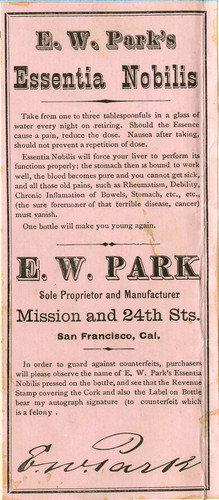 E. W. Park's
Essentia Nobilis
Take from one to three tablespoonfuls in a glass of
water every night on retiring. Should the Essence
cause a pain, reduce the dose. Nausea after taking,
should not prevent a repetition of dose.
Essentia Nobilis will force your liver to perform its
functions properly; the stomach then is bound to work
well, the blood becomes pure and you cannot get sick,
and all those old pains, such as Rheumatism, Debility,
Chronic Inflamation of Bowels, Stomach, etc., etc.,
(the sure forerunner of that terrible disease, cancer)
must vanish.
One bottle will make you young again.
E. W. PARK
Sole Proprietor and Manufacturer
Mission and 24th Sts.
San Francisco, Cal.
In order to guard against counterfeits, purchasers
will please observe the name of E. W. Park's Essentia
Nobilis pressed on the bottle, and see that the Revenue
Stamp covering the Cork and also the Label on Bottle
bear my autograph signature (to counterfeit which
is a felony.
E W Park